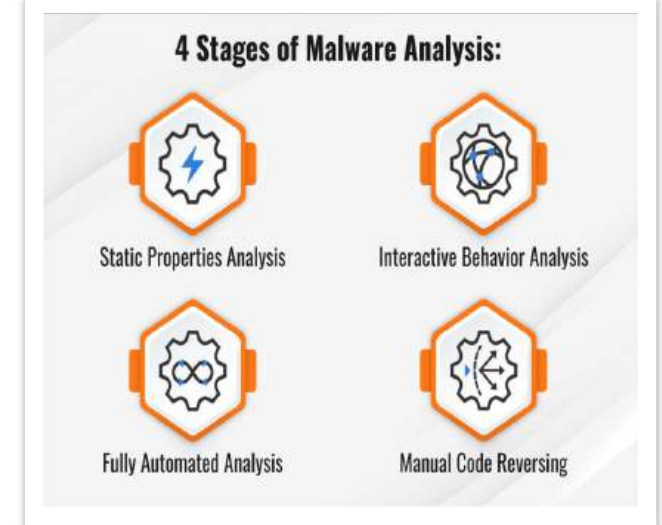 4 Stages of Malware Analysis:
Static Properties Analysis
Interactive Behavior Analysis
Fully Automated Analysis
Manual Code Reversing